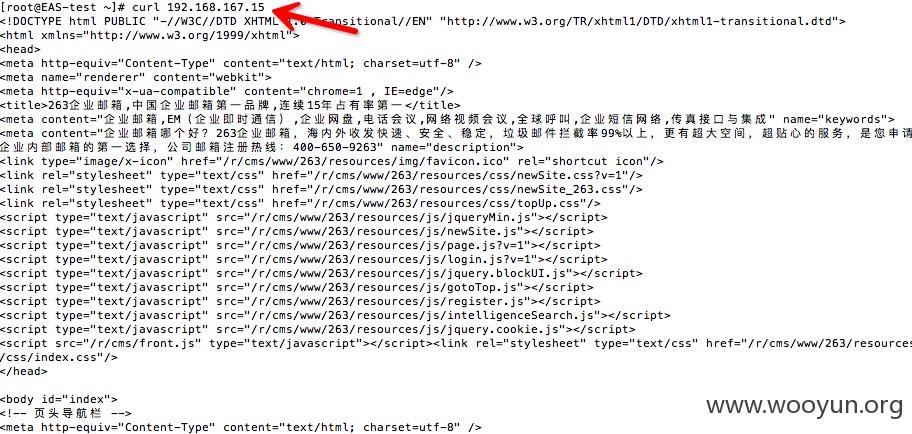 [root@EAS-test ~]# curl 192.168.167.15
<!DOCTYPE html PUBLIC "-//W3C//DTD XHTML 1.0 Transitional//EN" "http://www.w3.org/TR/xhtml1/DTD/xhtml1-transitional.dtd">
<html xmlns="http://www.w3.org/1999/xhtml">
<head>
<meta http-equiv="Content-Type" content="text/html; charset=utf-8" />
<meta name="renderer" content="webkit">
<meta http-equiv="x-ua-compatible" content="chrome=1 , IE=edge"/>
<title>263企业邮箱,中国企业邮箱第一品牌,连续15年占有率第一</title>
<meta content="企业邮箱,EM（企业即时通信）,企业网盘,电话会议,网络视频会议,全球呼叫,企业短信网络,传真接口与集成" name="keywords">
<meta content="企业邮箱哪个好? 263企业邮箱, 海内外收发快速、安全、稳定, 垃圾邮件拦截率99%以上, 更有超大空间, 超贴心的服务, 是您申请
企业内部邮箱的第一选择, 公司邮箱注册热线: 400-650-9263" name="description">
<link type="image/x-icon" href="/r/cms/www/263/resources/img/favicon.ico" rel="shortcut icon"/>
<link rel="stylesheet" type="text/css" href="/r/cms/www/263/resources/css/newSite.css?v=1"/>
<link rel="stylesheet" type="text/css" href="/r/cms/www/263/resources/css/newSite_263.css"/>
<link rel="stylesheet" type="text/css" href="/r/cms/www/263/resources/css/topUp.css"/>
<script type="text/javascript" src="/r/cms/www/263/resources/js/jqueryMin.js"></script>
<script type="text/javascript" src="/r/cms/www/263/resources/js/newSite.js"></script>
<script type="text/javascript" src="/r/cms/www/263/resources/js/page.js?v=1"></script>
<script type="text/javascript" src="/r/cms/www/263/resources/js/login.js?v=1"></script>
<script type="text/javascript" src="/r/cms/www/263/resources/js/jquery.blockUI.js"></script>
<script type="text/javascript" src="/r/cms/www/263/resources/js/gotoTop.js"></script>
<script type="text/javascript" src="/r/cms/www/263/resources/js/register.js"></script>
<script type="text/javascript" src="/r/cms/www/263/resources/js/intelligenceSearch.js"></script>
<script type="text/javascript" src="/r/cms/www/263/resources/js/jquery.cookie.js"></script>
<script src="/r/cms/front.js" type="text/javascript"></script><link rel="stylesheet" type="text/css" href="/r/cms/www/263/resources
/css/index.css"/>
</head>
<body id="index">
<!-- 页头导航栏 -->
<meta http-equiv="Content-Type" content="text/html; charset=utf-8" />
www.wooyun.org